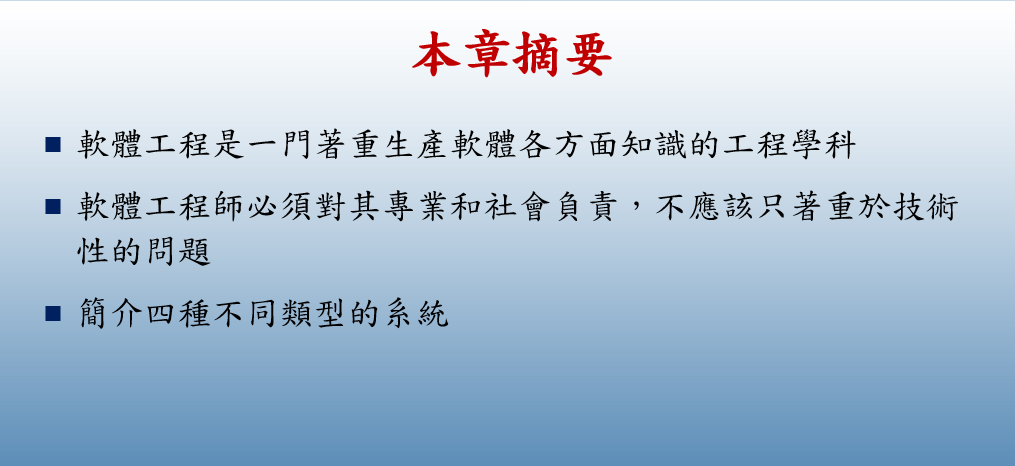 本章摘要
■ 軟體工程是一門著重生產軟體各方面知識的工程學科
■ 軟體工程師必須對其專業和社會負責，不應該只著重於技術
性的問題
■ 簡介四種不同類型的系統